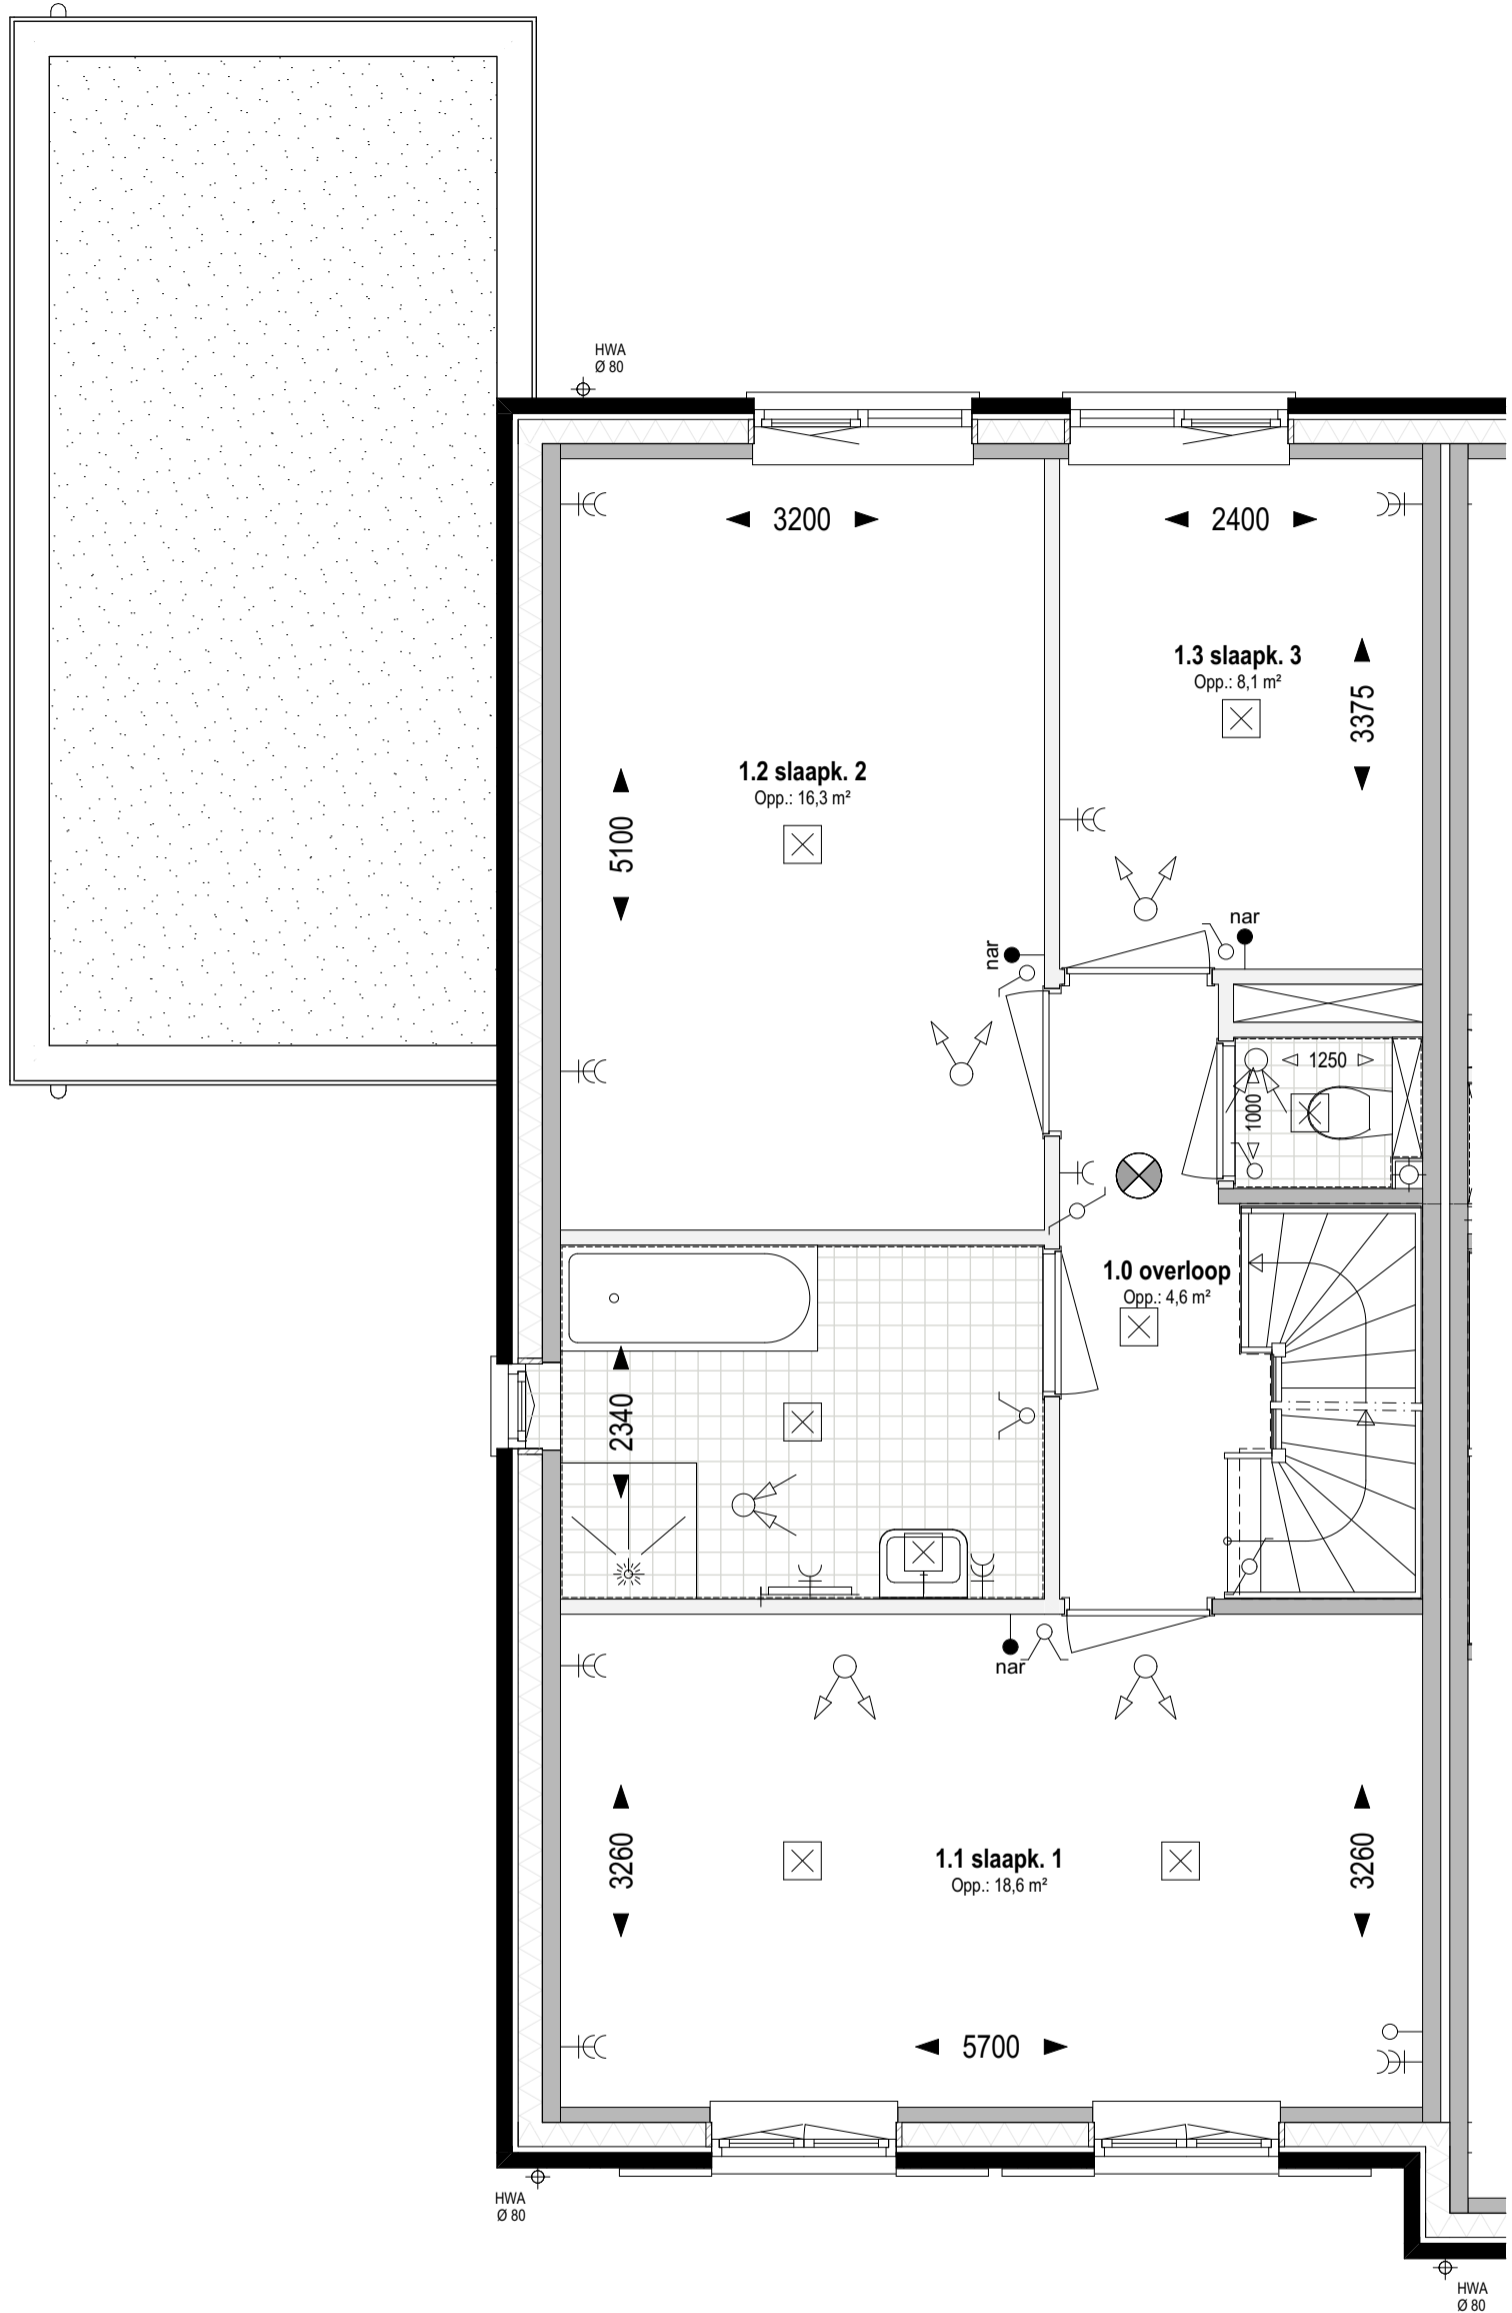 HWA
Ø 80
3200
2400
1.3 slaapk. 3
Opp.: 8,1 m²
3375
1.2 slaapk. 2
Opp.: 16,3 m²
5100
nar
nar
1250
1000
1.0 overloop
Opp.: 4,6 m²
2340
nar
3260
1.1 slaapk. 1
Opp.: 18,6 m²
3260
5700
HWA
Ø 80
HWA
Ø 80